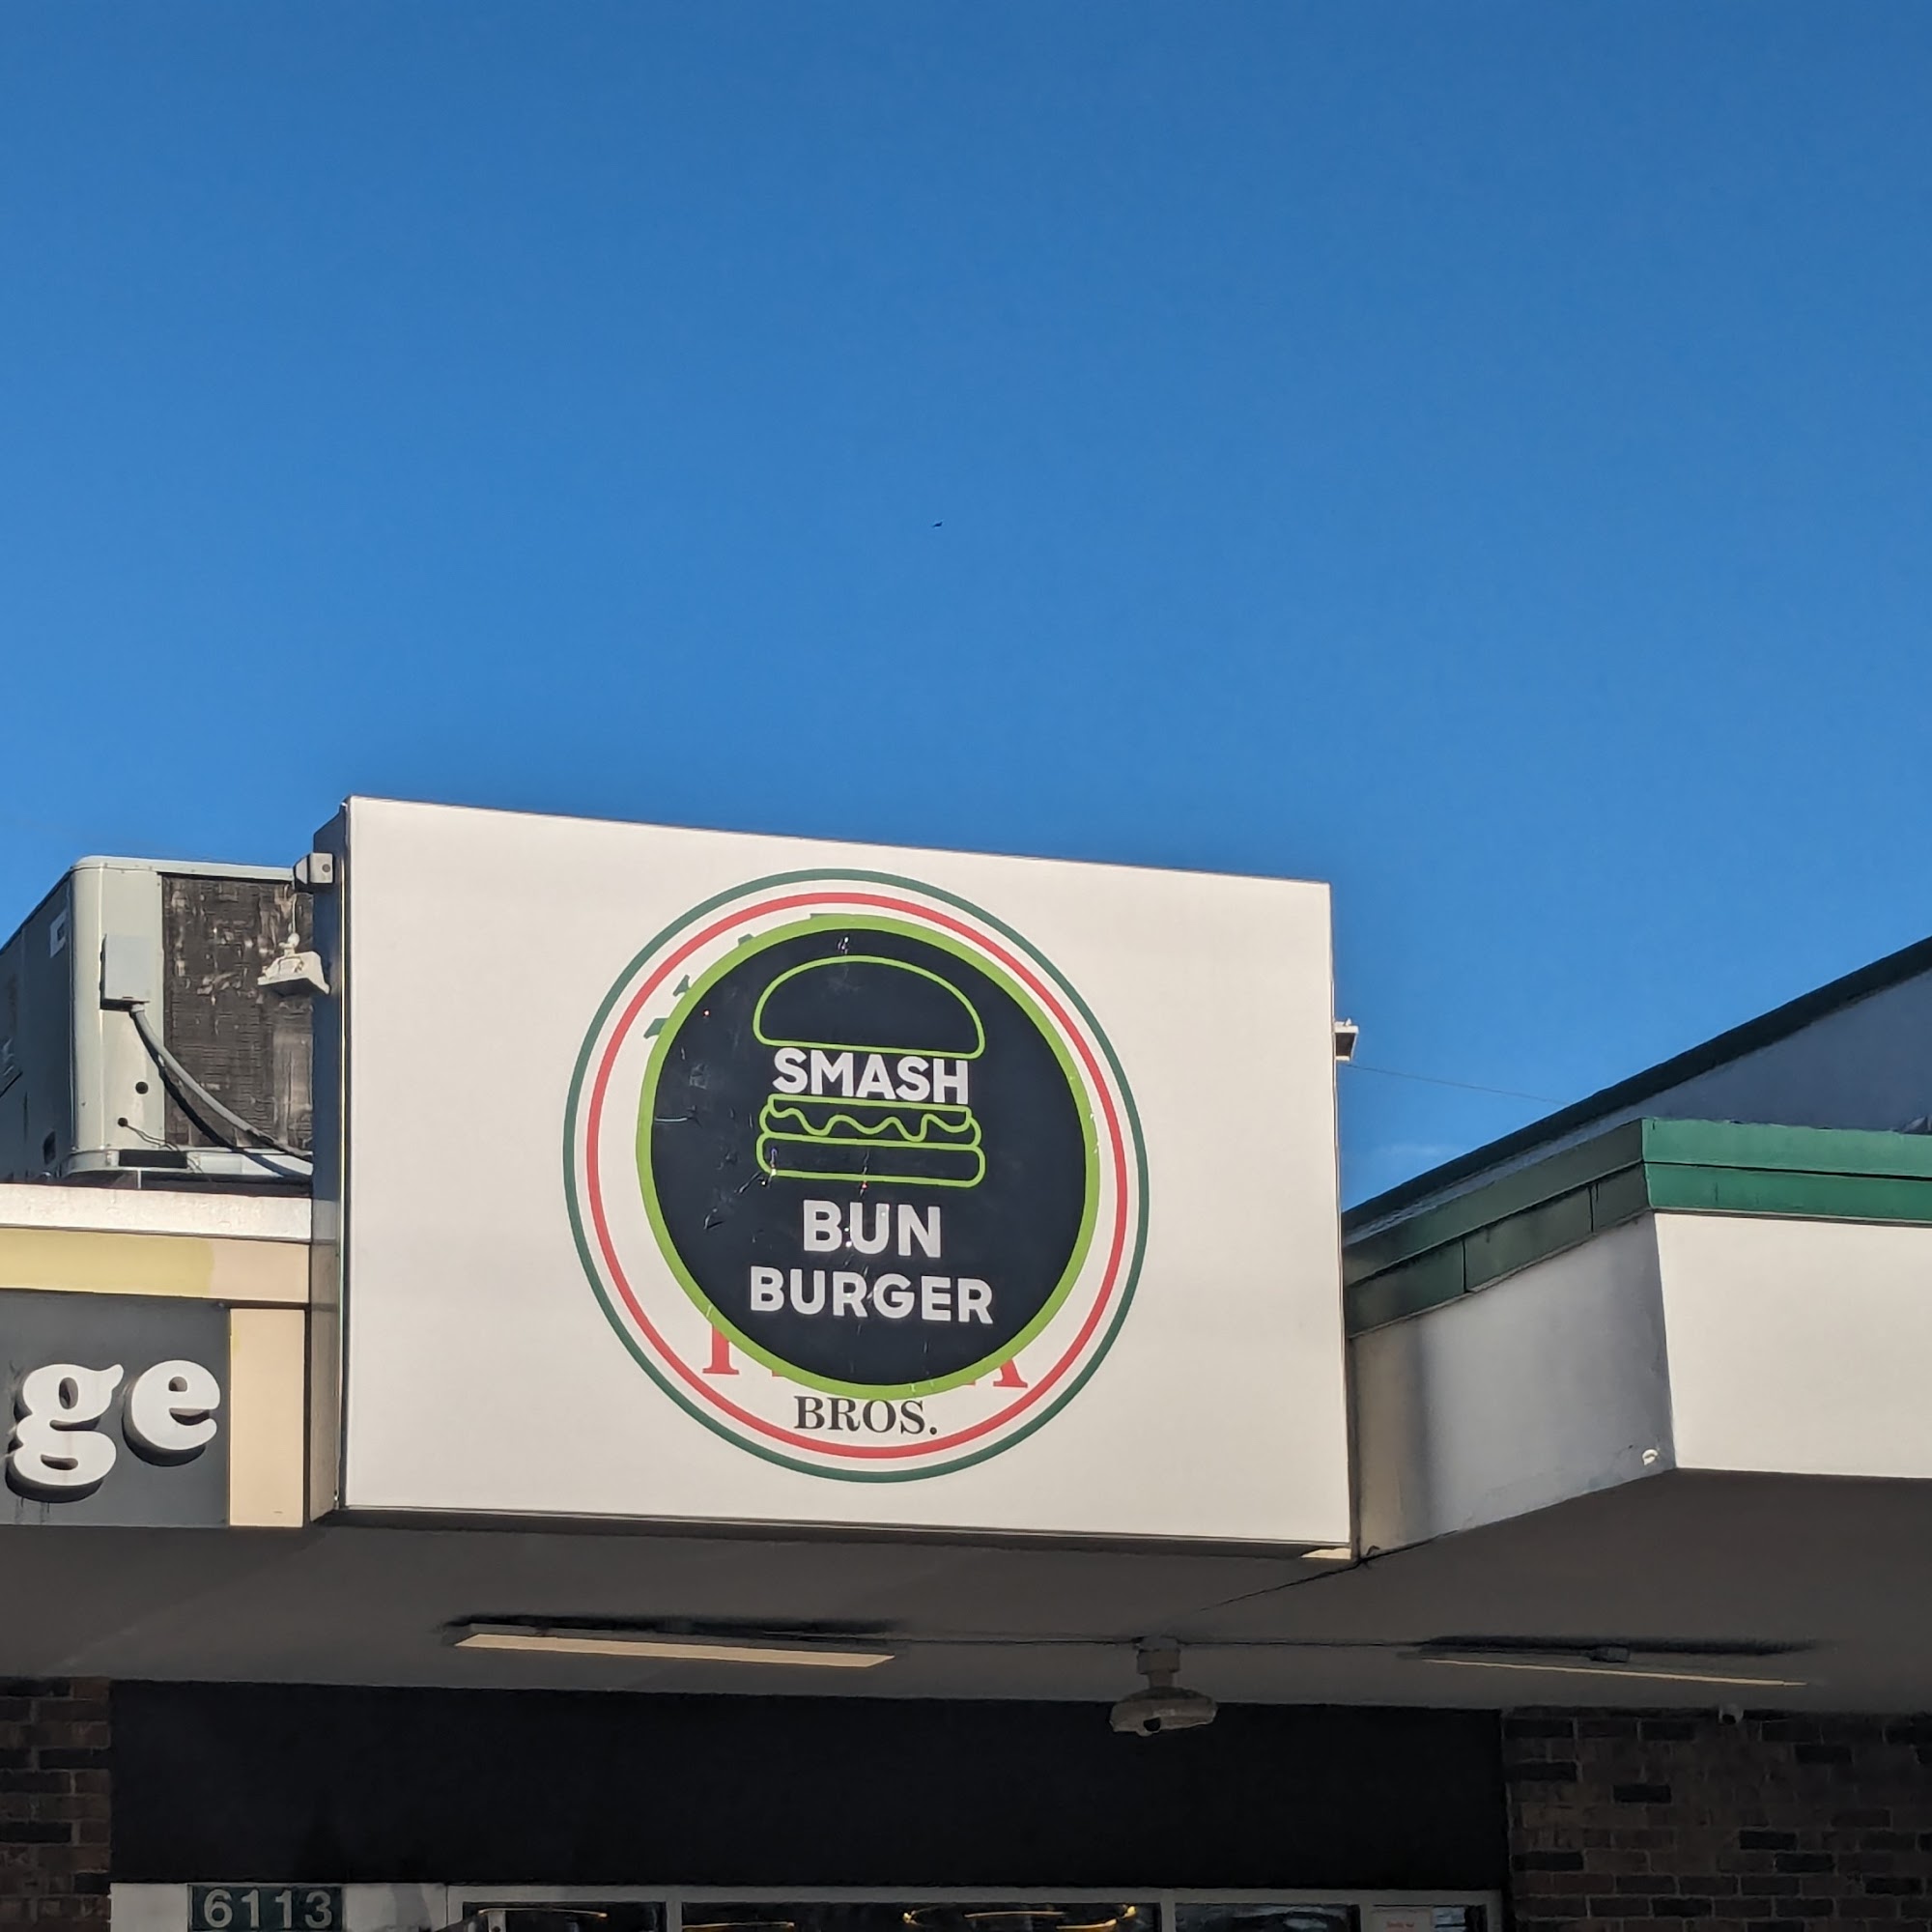 SMASH
BUN
BURGER
BROS.
ge
6113